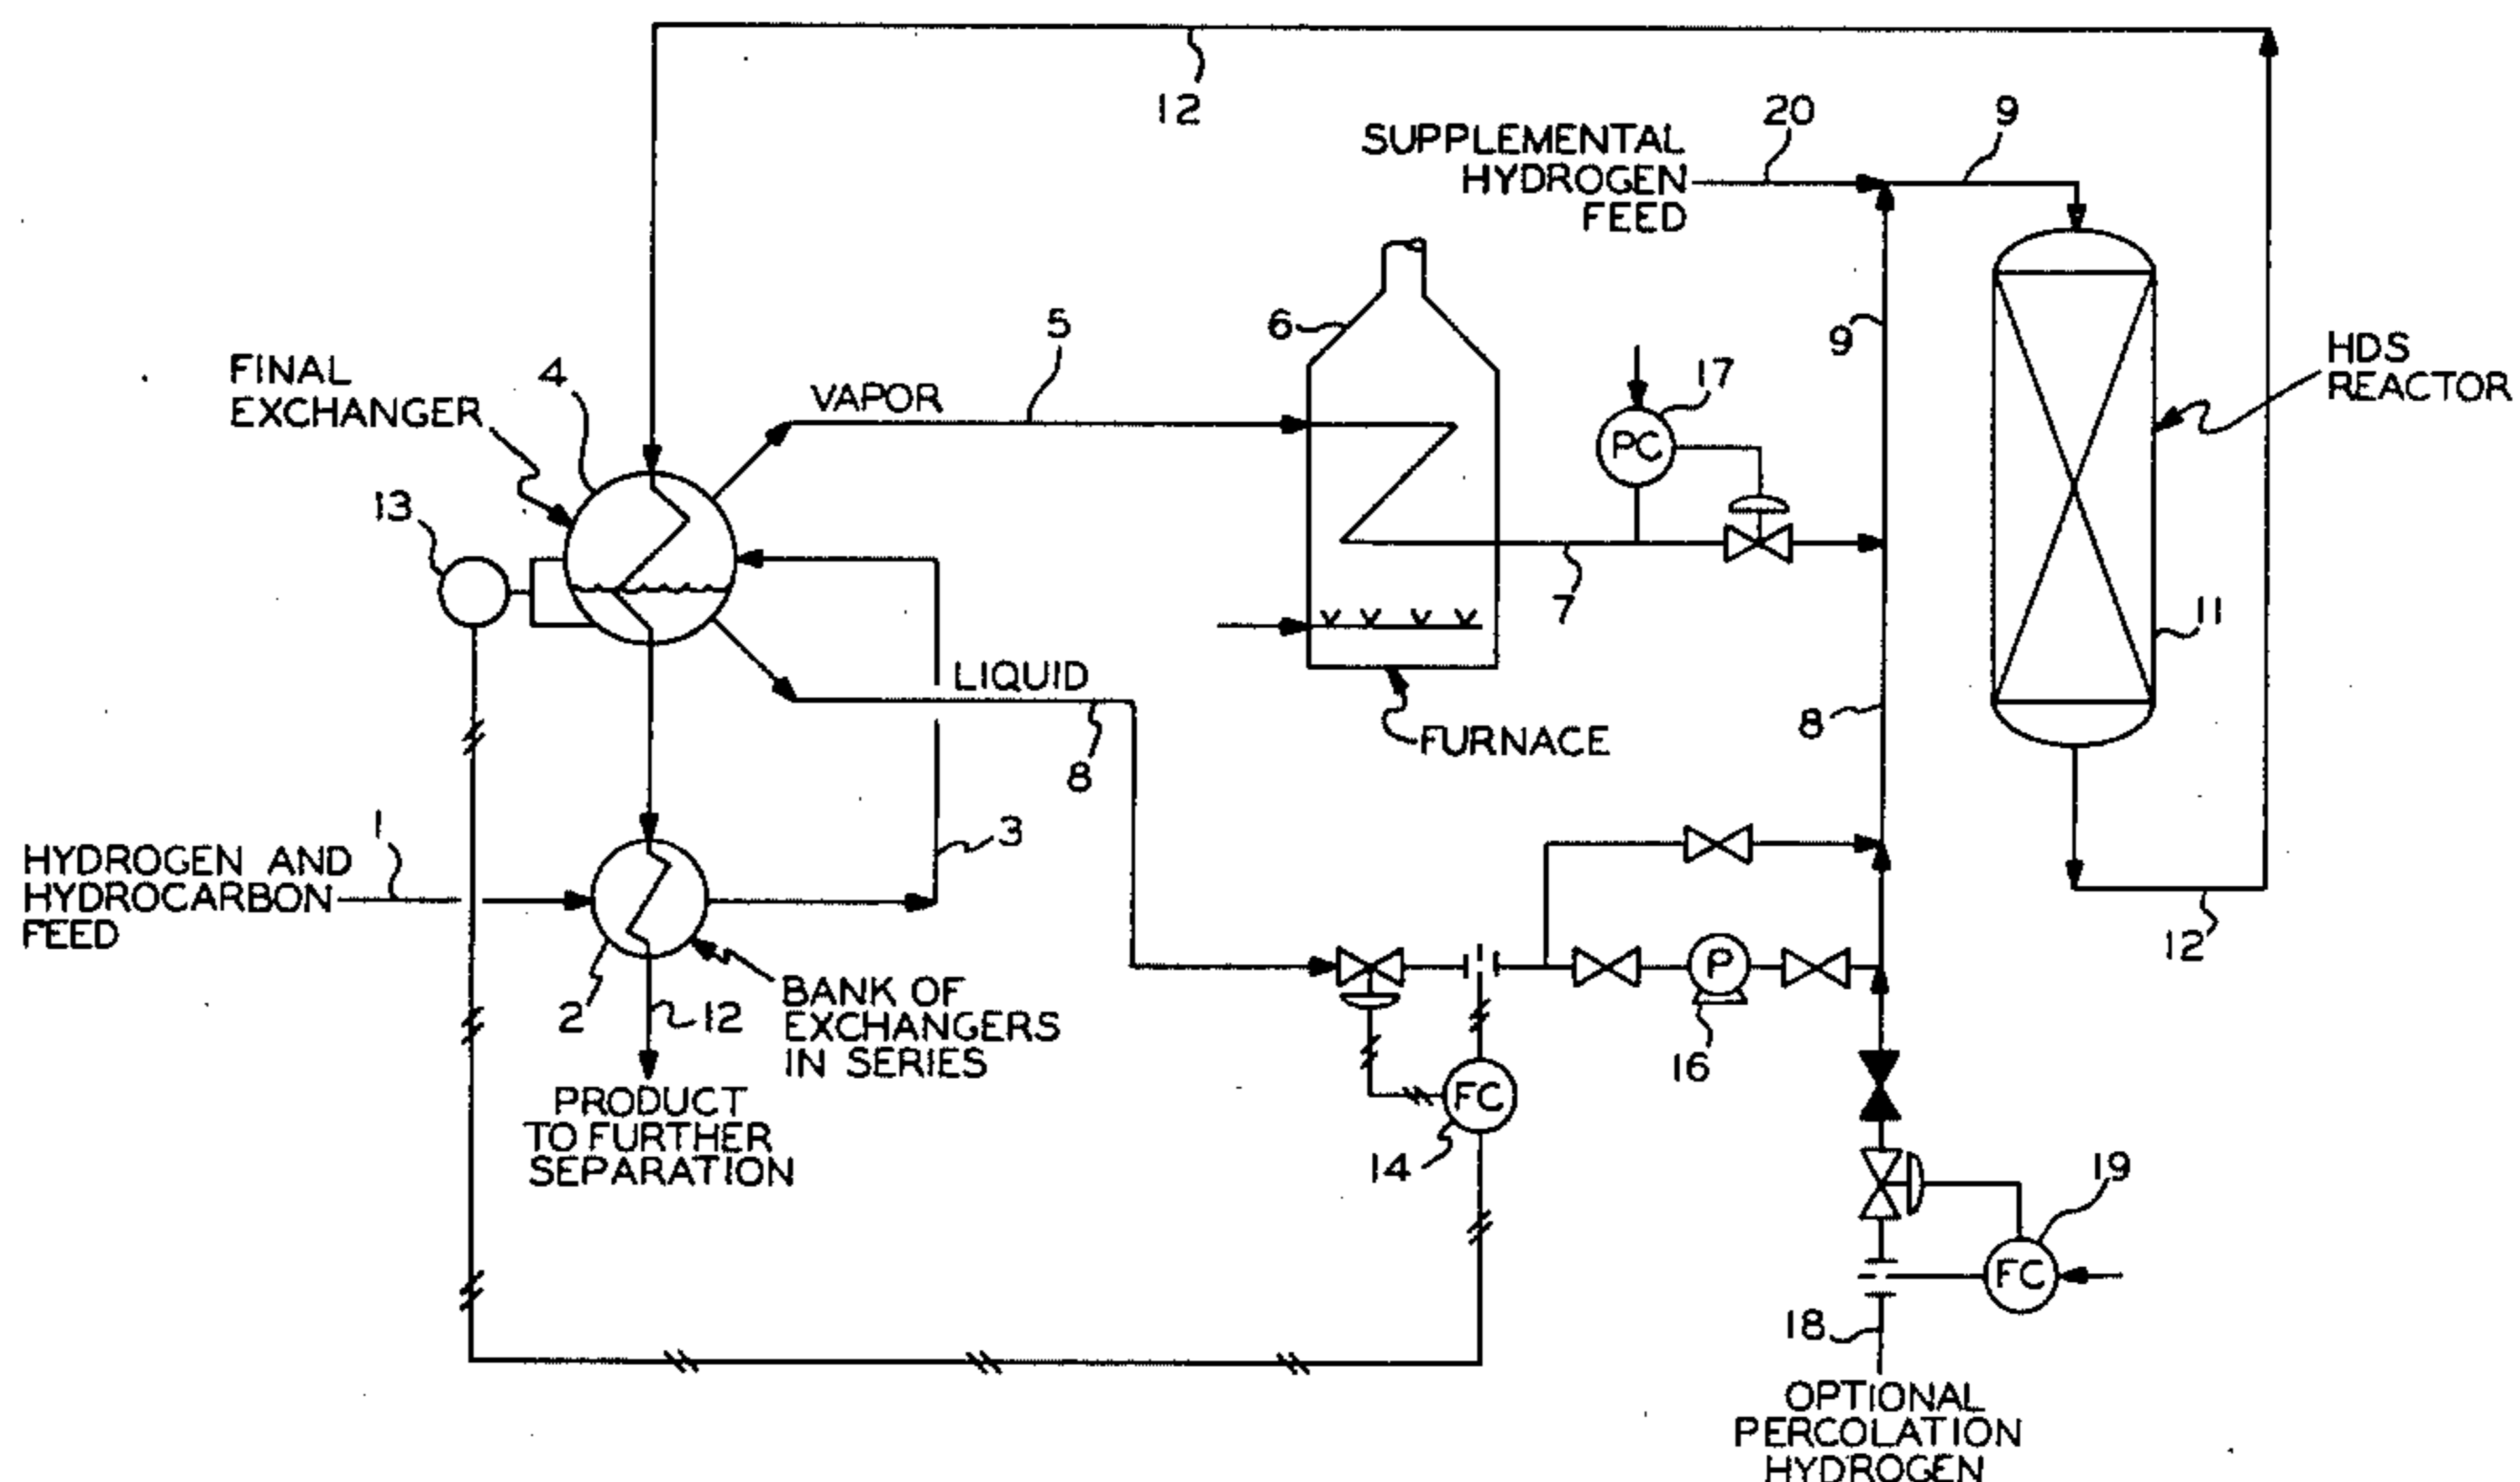 12
SUPPLEMENTAL
HYDROGEN
FEED
20
9
FINAL
EXCHANGER
4
VAPOR
5
6
17
PC
9
HDS
REACTOR
13
7
11
LIQUID
8
FURNACE
8
1
HYDROGEN AND
HYDROCARBON
FEED
3
2
12
BANK OF
EXCHANGERS
IN SERIES
P
16
12
PRODUCT
TO FURTHER
SEPARATION
FC
14
19
FC
18
OPTIONAL
PERCOLATION
HYDROGEN